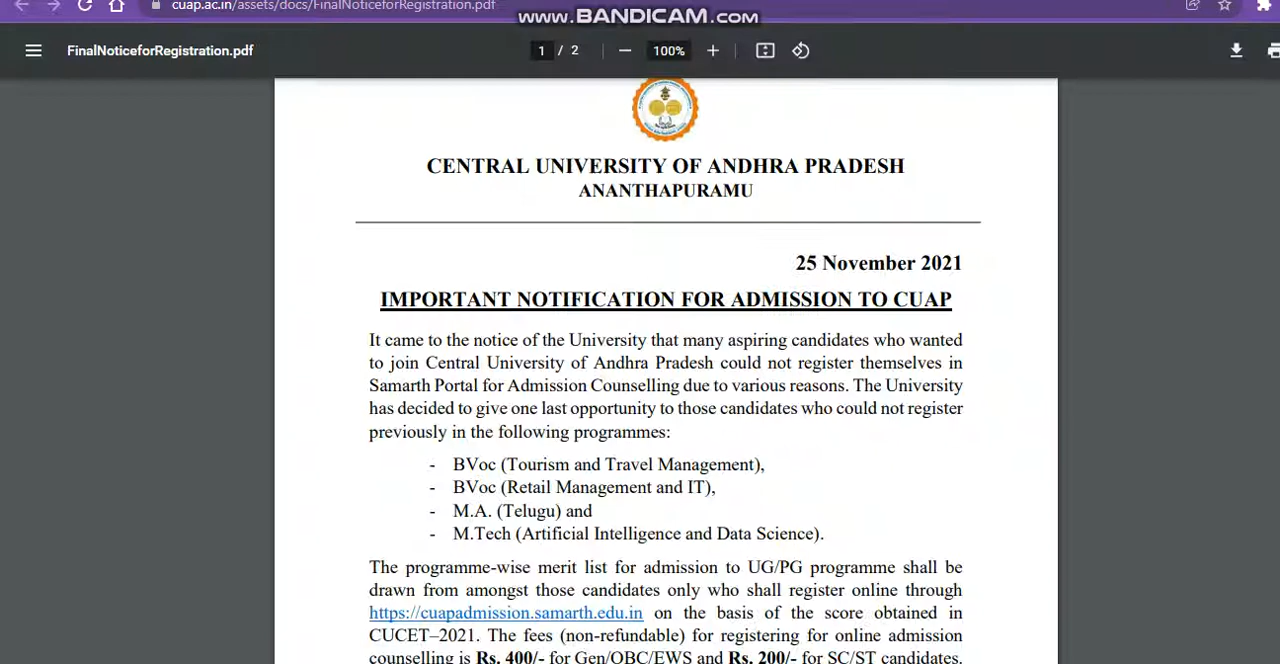 cuap.ac.in/assets/docs/FinalNoticeforRegistration.pdf
www.BANDICAM.com
FinalNoticeforRegistration.pdf
1 / 2
100%
CENTRAL UNIVERSITY OF ANDHRA PRADESH
ANANTHAPURAMU
25 November 2021
IMPORTANT NOTIFICATION FOR ADMISSION TO CUAP
It came to the notice of the University that many aspiring candidates who wanted
to join Central University of Andhra Pradesh could not register themselves in
Samarth Portal for Admission Counselling due to various reasons. The University
has decided to give one last opportunity to those candidates who could not register
previously in the following programmes:
- BVoc (Tourism and Travel Management),
- BVoc (Retail Management and IT),
- M.A. (Telugu) and
- M.Tech (Artificial Intelligence and Data Science).
The programme-wise merit list for admission to UG/PG programme shall be
drawn from amongst those candidates only who shall register online through
https://cuapadmission.samarth.edu.in on the basis of the score obtained in
CUCET–2021. The fees (non-refundable) for registering for online admission
counselling is Rs. 400/- for Gen/OBC/EWS and Rs. 200/- for SC/ST candidates.